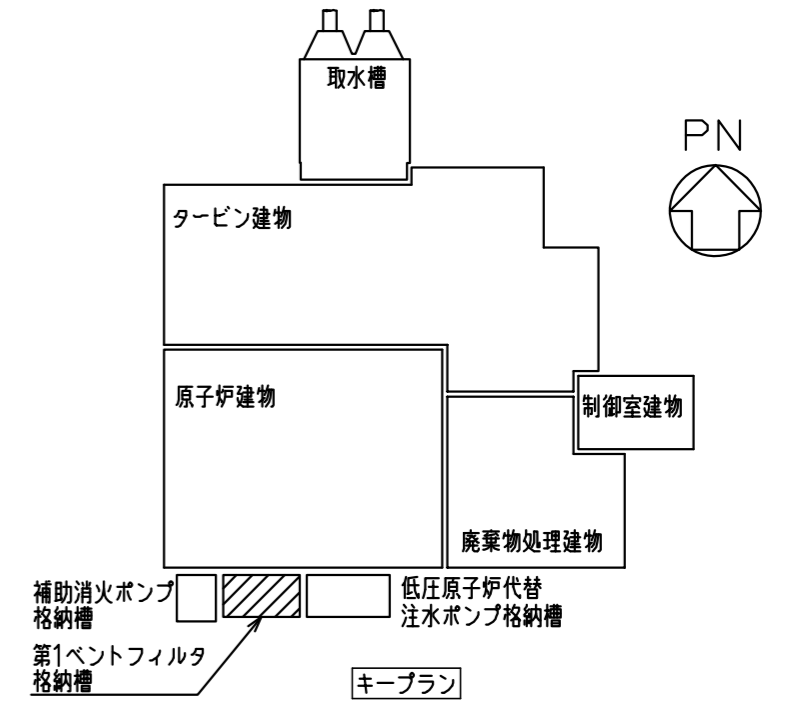 取水槽
PN
タービン建物
原子炉建物
制御室建物
廃棄物処理建物
補助消火ポンプ
格納槽
低圧原子炉代替
注水ポンプ格納槽
第1ベントフィルタ
格納槽
キープラン